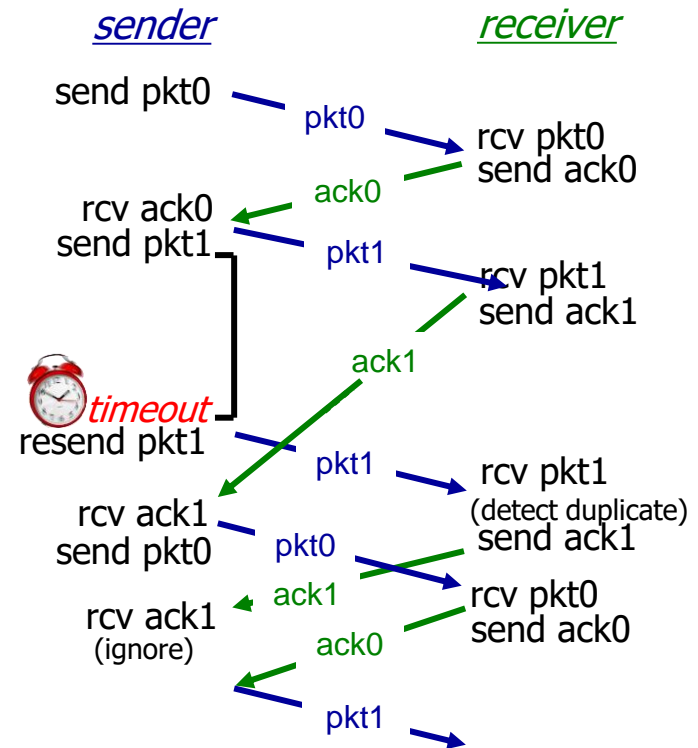 sender
receiver
send pkt0
pkt0
rcv pkt0
send ack0
ack0
rcv ack0
send pkt1
pkt1
rcv pkt1
send ack1
ack1
timeout
resend pkt1
pkt1
rcv pkt1
(detect duplicate)
send ack1
rcv ack1
send pkt0
pkt0
ack1
rcv ack1
(ignore)
rcv pkt0
send ack0
ack0
pkt1